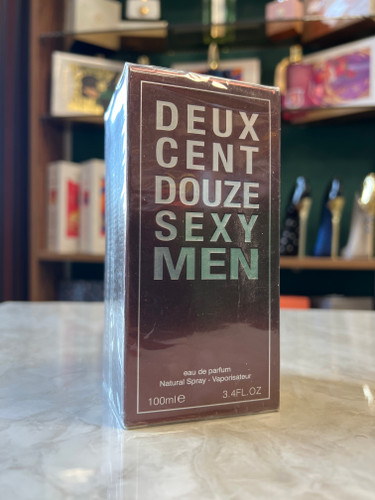 DEUX
CENT
DOUZE
SEXY
MEN
eau de parfum
Natural Spray - Vaporisateur
100ml℮ 3.4FL.OZ